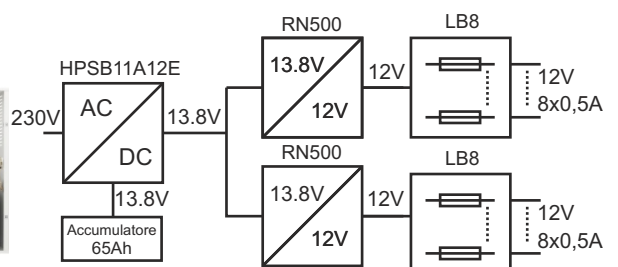 RN500
LB8
HPSB11A12E
230V
AC
DC
13.8V
13.8V
Accumulatore
65Ah
13.8V
12V
12V
12V
8x0,5A
RN500
LB8
13.8V
12V
12V
12V
8x0,5A